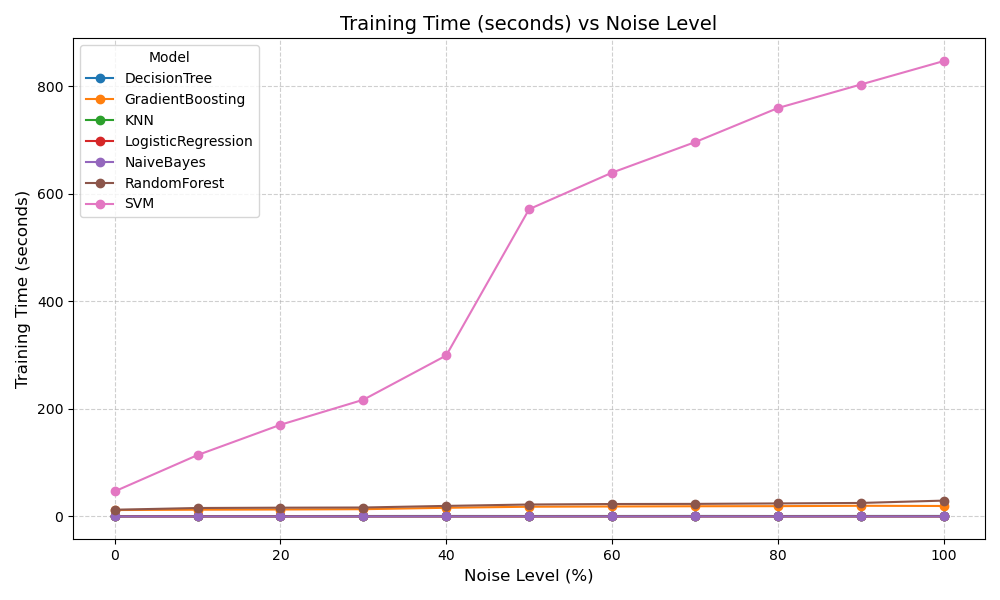 Training Time (seconds) vs Noise Level
Model
DecisionTree
GradientBoosting
KNN
LogisticRegression
NaiveBayes
RandomForest
SVM
Training Time (seconds)
800
600
400
200
0
0 20 40 60 80 100
Noise Level (%)